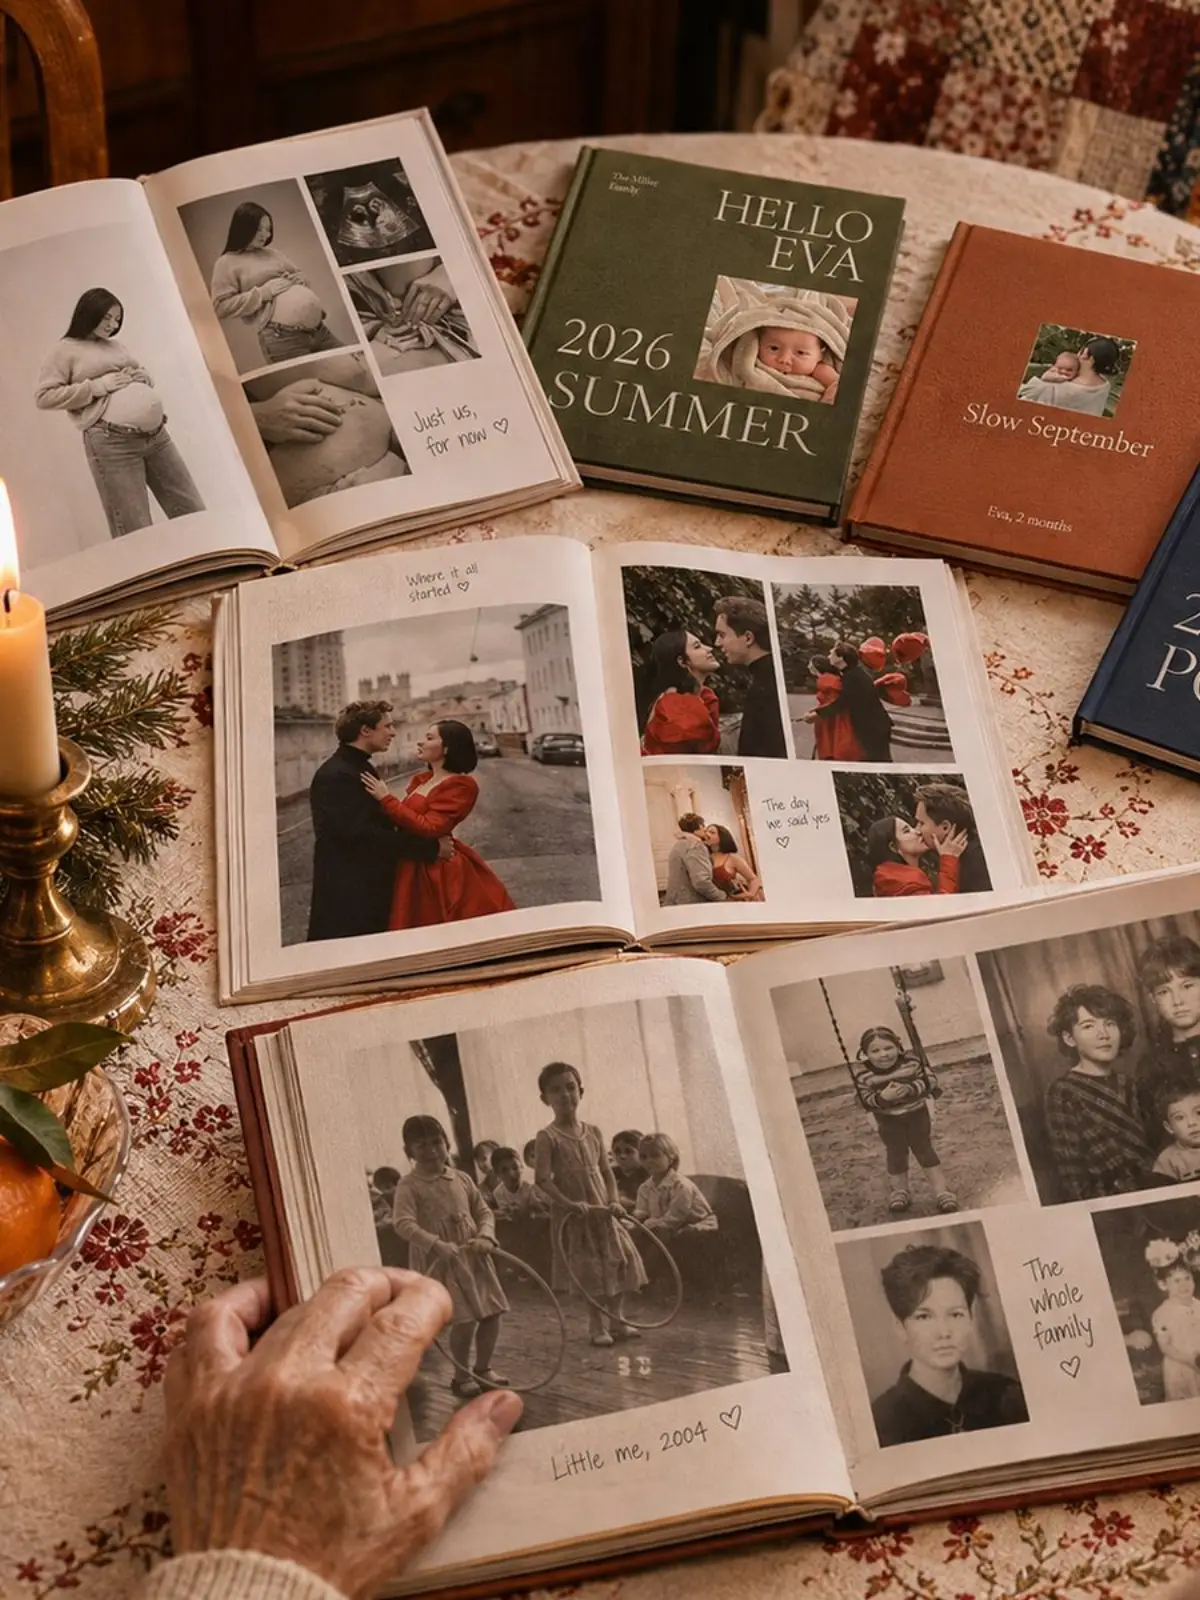 Just us,
for now ♡
The Miller
Family
HELLO
EVA
2026
SUMMER
Slow September
Eva, 2 months
Where it all
started ♡
The day
we said yes
♡
2
Little me, 2004 ♡
The
whole
family
♡